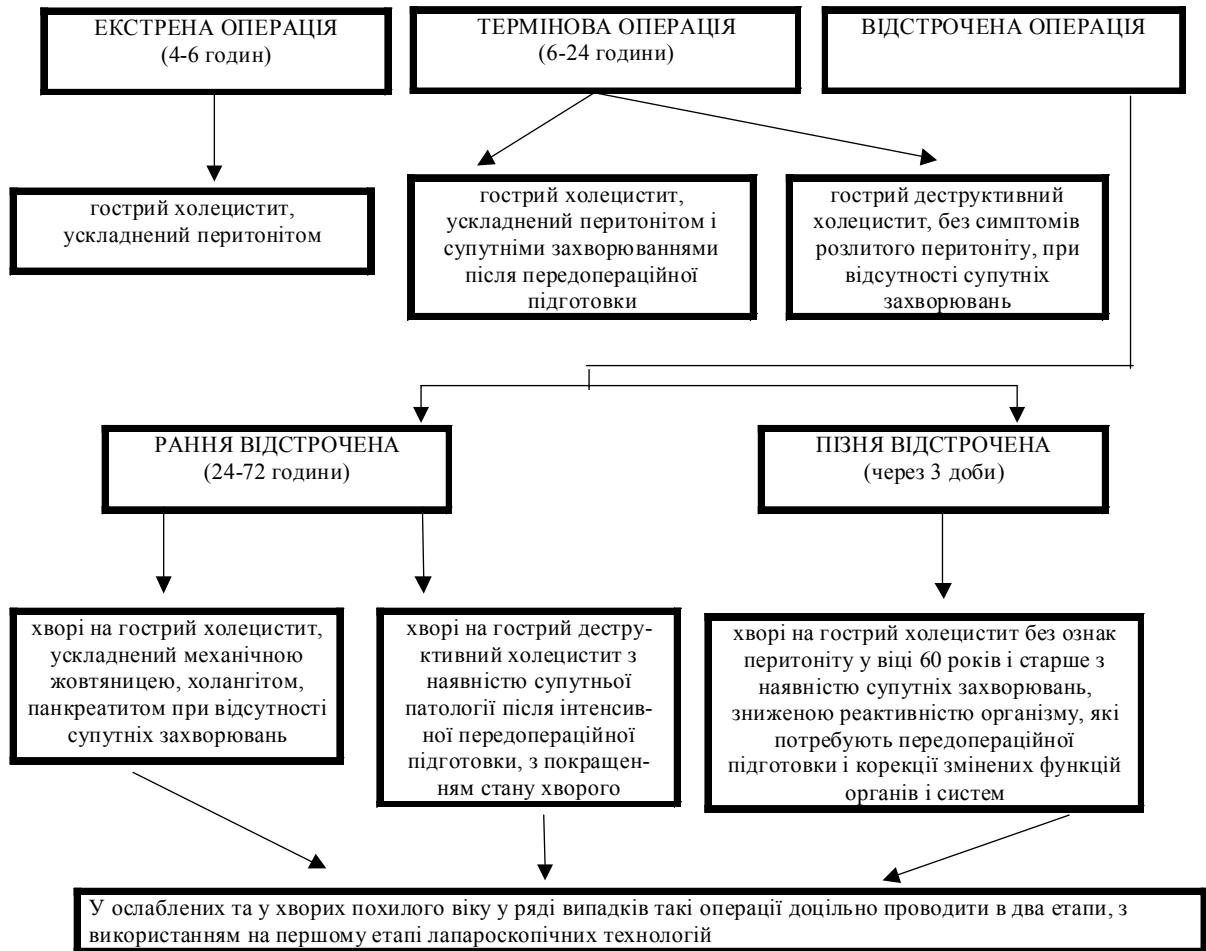 ЕКСТРЕНА ОПЕРАЦІЯ
(4-6 годин)
ТЕРМІНОВА ОПЕРАЦІЯ
(6-24 години)
ВІДСТРОЧЕНА ОПЕРАЦІЯ
гострий холецистит,
ускладнений перитонітом
гострий холецистит,
ускладнений перитонітом і
супутніми захворюваннями
після передопераційної
підготовки
гострий деструктивний
холецистит, без симптомів
розлитого перитоніту, при
відсутності супутніх
захворювань
РАННЯ ВІДСТРОЧЕНА
(24-72 години)
ПІЗНЯ ВІДСТРОЧЕНА
(через 3 доби)
хворі на гострий холецистит,
ускладнений механічною
жовтяницею, холангітом,
панкреатитом при відсутності
супутніх захворювань
хворі на гострий дестру-
ктивний холецистит з
наявністю супутньої
патології після інтенсив-
ної передопераційної
підготовки, з покращен-
ням стану хворого
хворі на гострий холецистит без ознак
перитоніту у віці 60 років і старше з
наявністю супутніх захворювань,
зниженою реактивністю організму, які
потребують передопераційної
підготовки і корекції змінених функцій
органів і систем
У ослаблених та у хворих похилого віку у ряді випадків такі операції доцільно проводити в два етапи, з
використанням на першому етапі лапароскопічних технологій